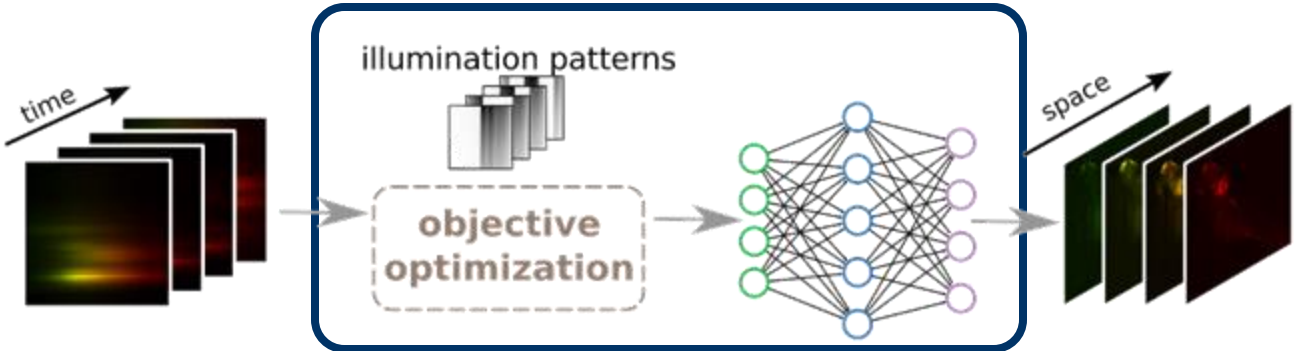 time
illumination patterns
objective
optimization
space